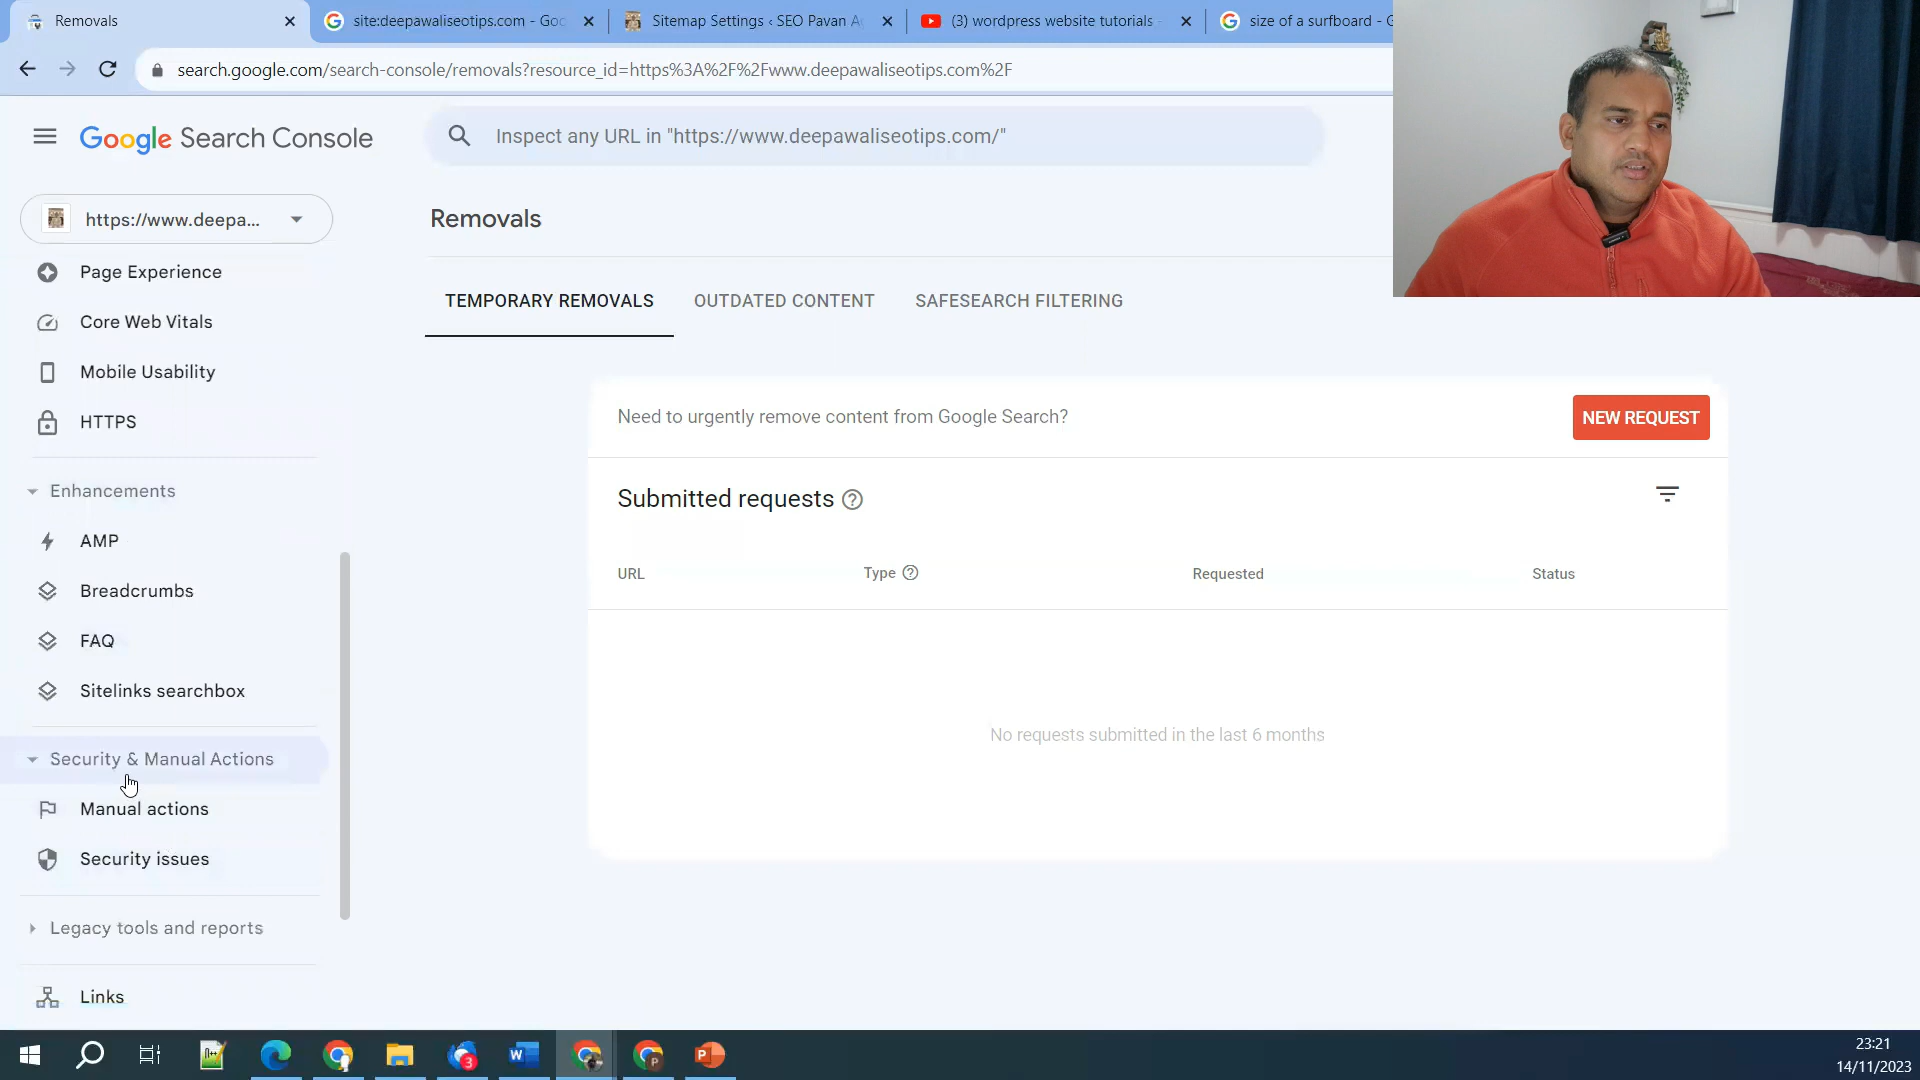 Removals
site:deepawaliseotips.com - Goo
Sitemap Settings ‹ SEO Pavan A
(3) wordpress website tutorials -
size of a surfboard - G
search.google.com/search-console/removals?resource_id=https%3A%2F%2Fwww.deepawaliseotips.com%2F
Google Search Console
Inspect any URL in "https://www.deepawaliseotips.com/"
https://www.deepa...
Page Experience
Core Web Vitals
Mobile Usability
HTTPS
Enhancements
AMP
Breadcrumbs
FAQ
Sitelinks searchbox
Security & Manual Actions
Manual actions
Security issues
Legacy tools and reports
Links
Removals
TEMPORARY REMOVALS OUTDATED CONTENT SAFESEARCH FILTERING
Need to urgently remove content from Google Search?
NEW REQUEST
Submitted requests
URL Type Requested Status
No requests submitted in the last 6 months
23:21
14/11/2023